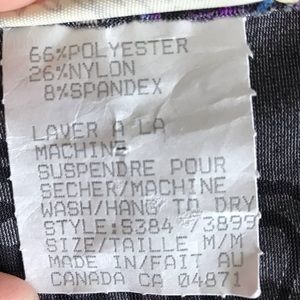 66%POLYESTER
26%NYLON
8%SPANDEX
LAVER A LA
MACHINE
SUSPENDRE POUR
SECHER/MACHINE
WASH/HANG TO DRY
STYLE:5384 73899
SIZE/TAILLE M/M
MADE IN/FAIT AU
CANADA CA 04871